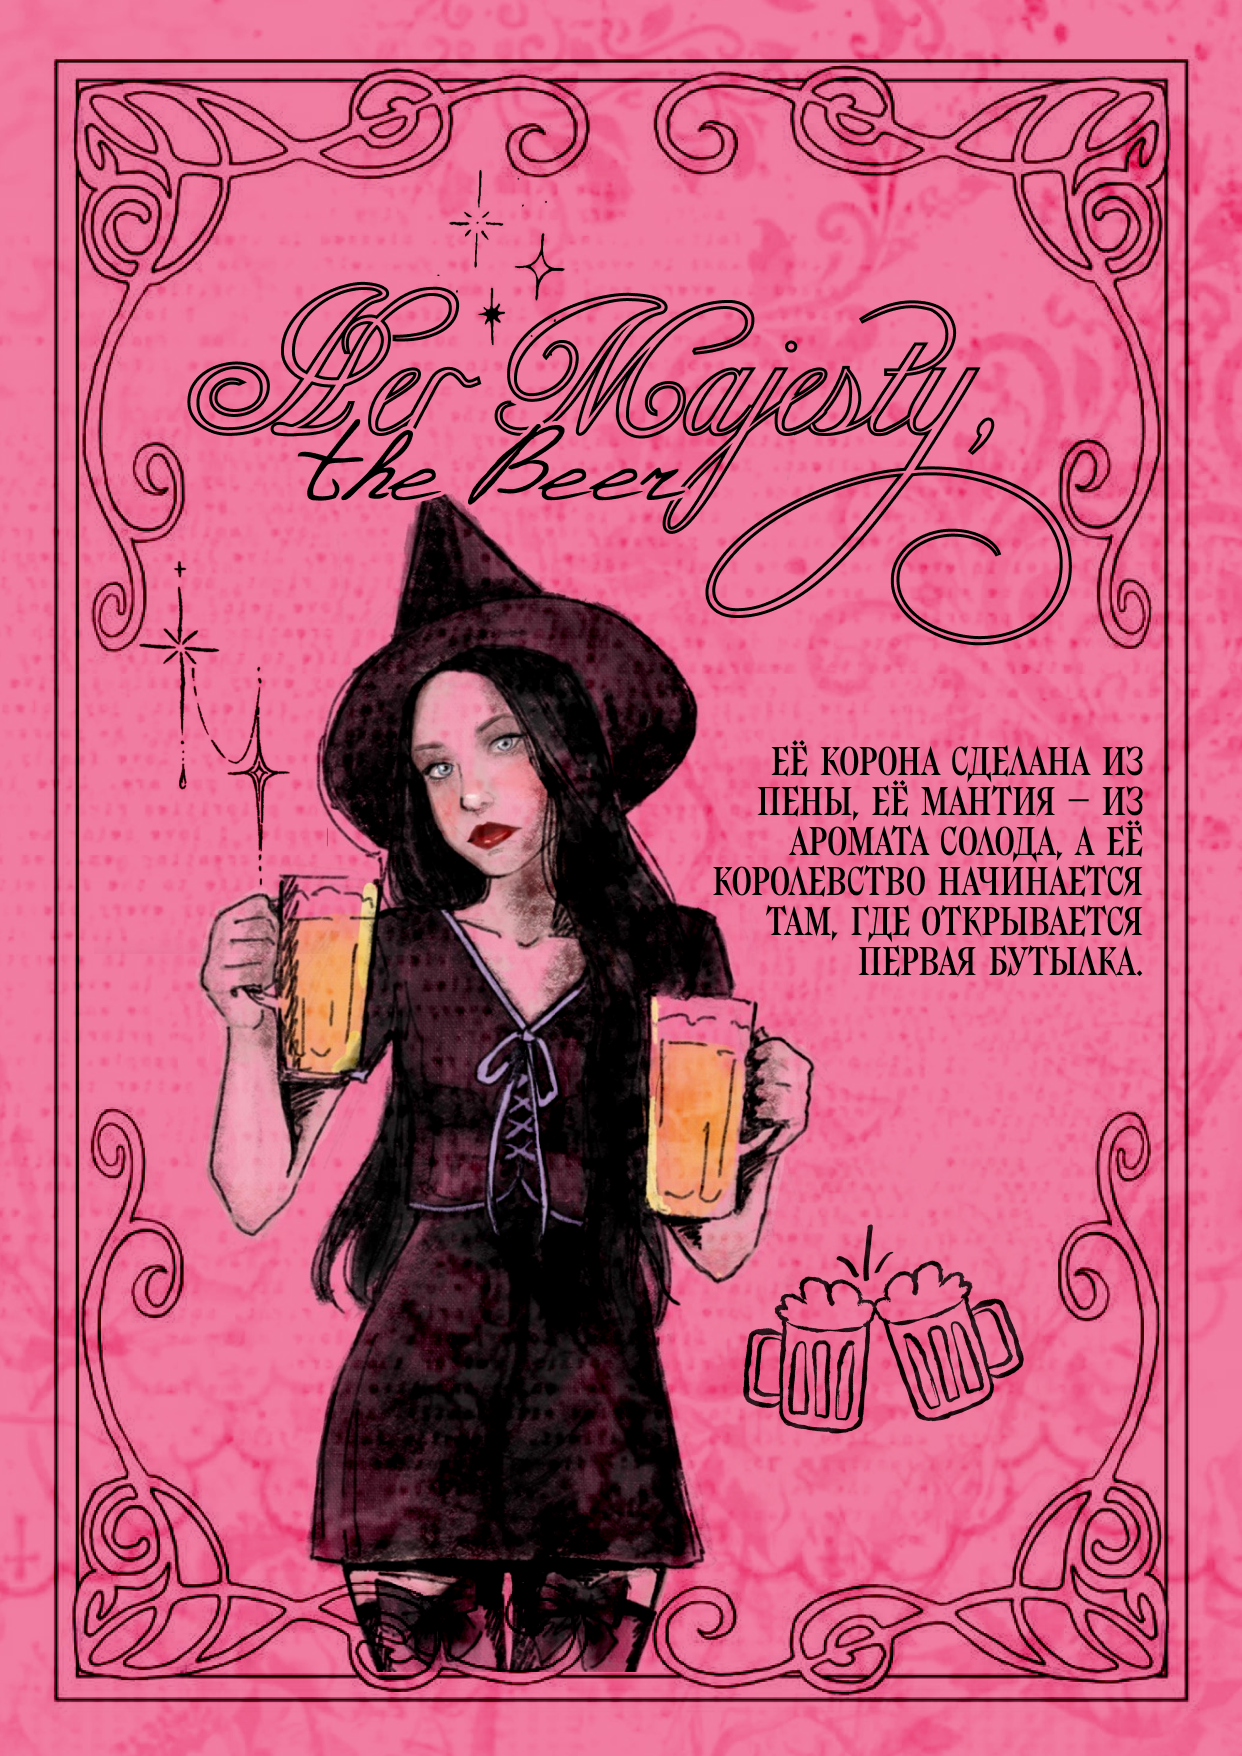 Her Majesty,
the Beer
ЕЁ КОРОНА СДЕЛАНА ИЗ
ПЕНЫ, ЕЁ МАНТИЯ — ИЗ
АРОМАТА СОЛОДА, А ЕЁ
КОРОЛЕВСТВО НАЧИНАЕТСЯ
ТАМ, ГДЕ ОТКРЫВАЕТСЯ
ПЕРВАЯ БУТЫЛКА.